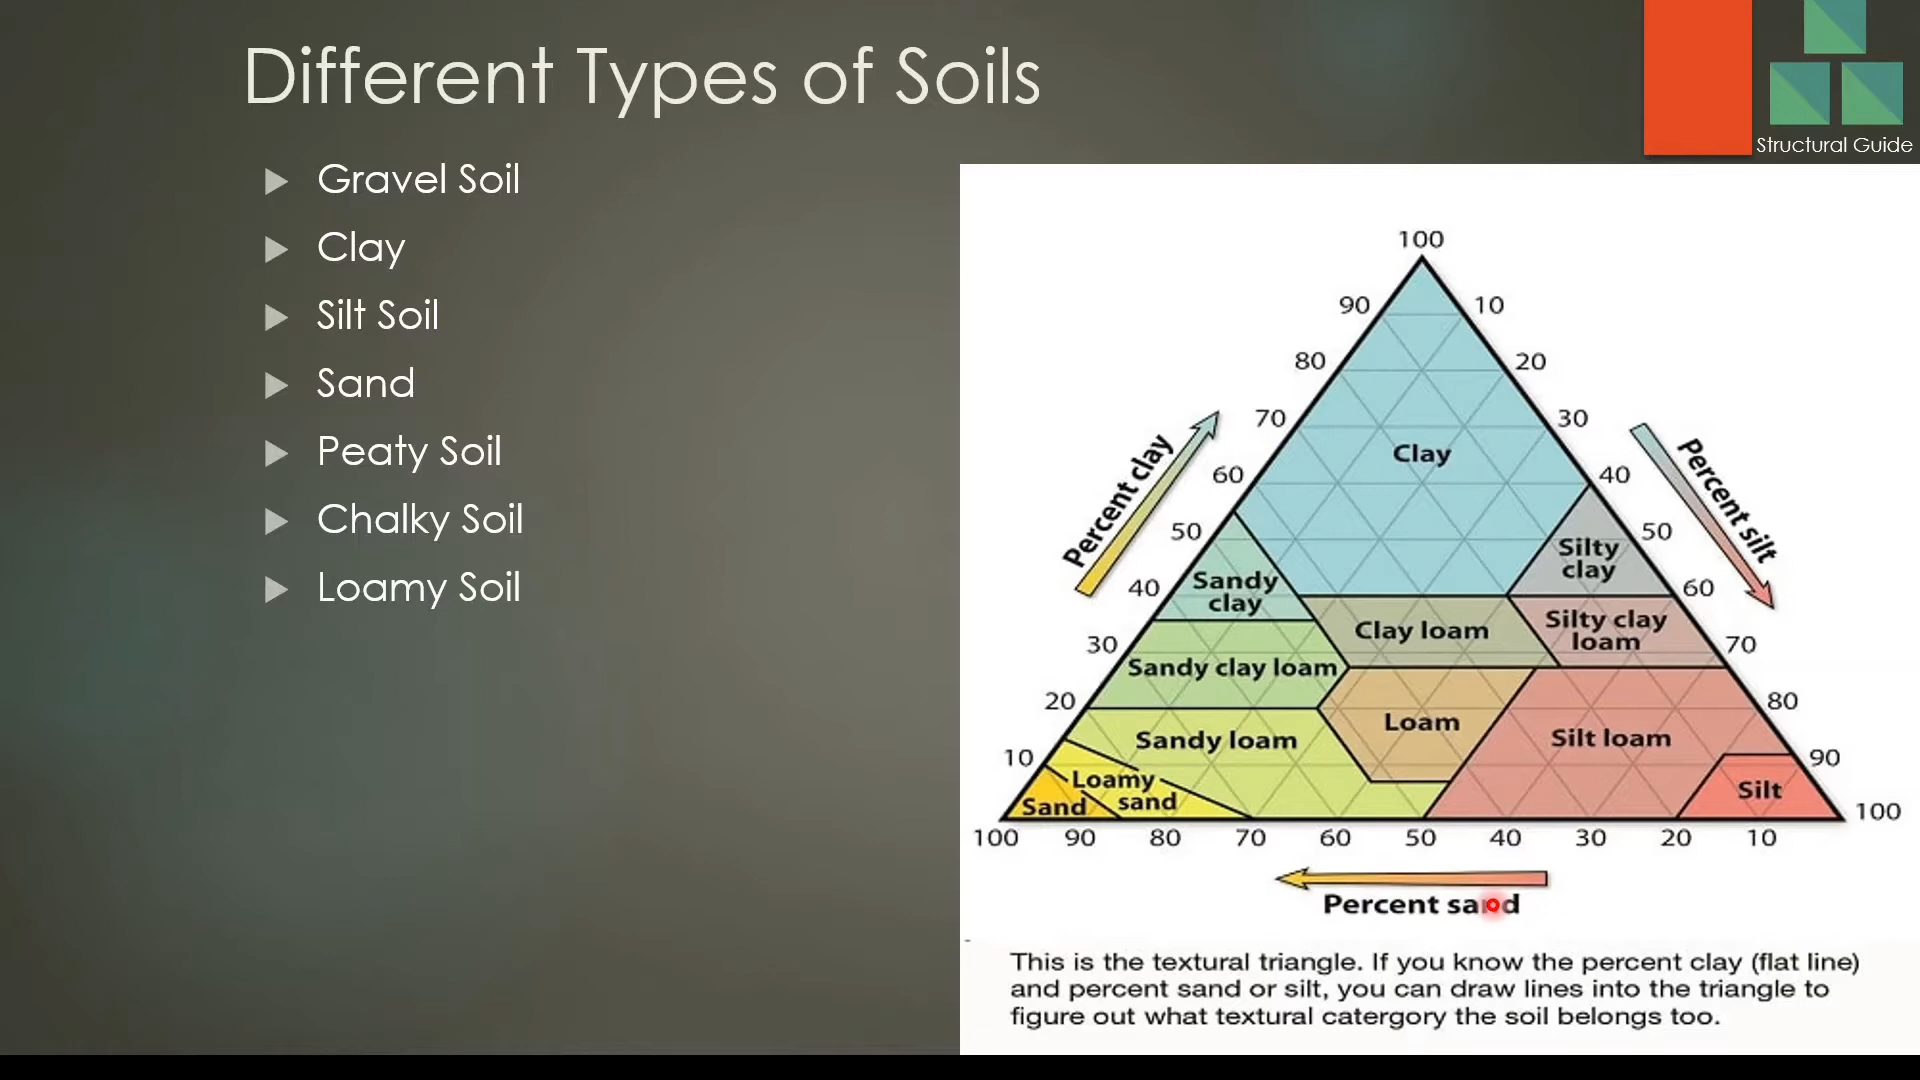 Different Types of Soils
Structural Guide
Gravel Soil
Clay
Silt Soil
Sand
Peaty Soil
Chalky Soil
Loamy Soil
100
90
10
80
20
70
30
Clay
60
40
50
50
Percent clay
Percent silt
Silty
clay
Sandy
clay
40
60
Clay loam
Silty clay
loam
30
70
Sandy clay loam
20
80
Loam
Sandy loam
Silt loam
10
90
Loamy
sand
Sand
Silt
100
100 90 80 70 60 50 40 30 20 10
Percent sand
This is the textural triangle. If you know the percent clay (flat line)
and percent sand or silt, you can draw lines into the triangle to
figure out what textural catergory the soil belongs too.